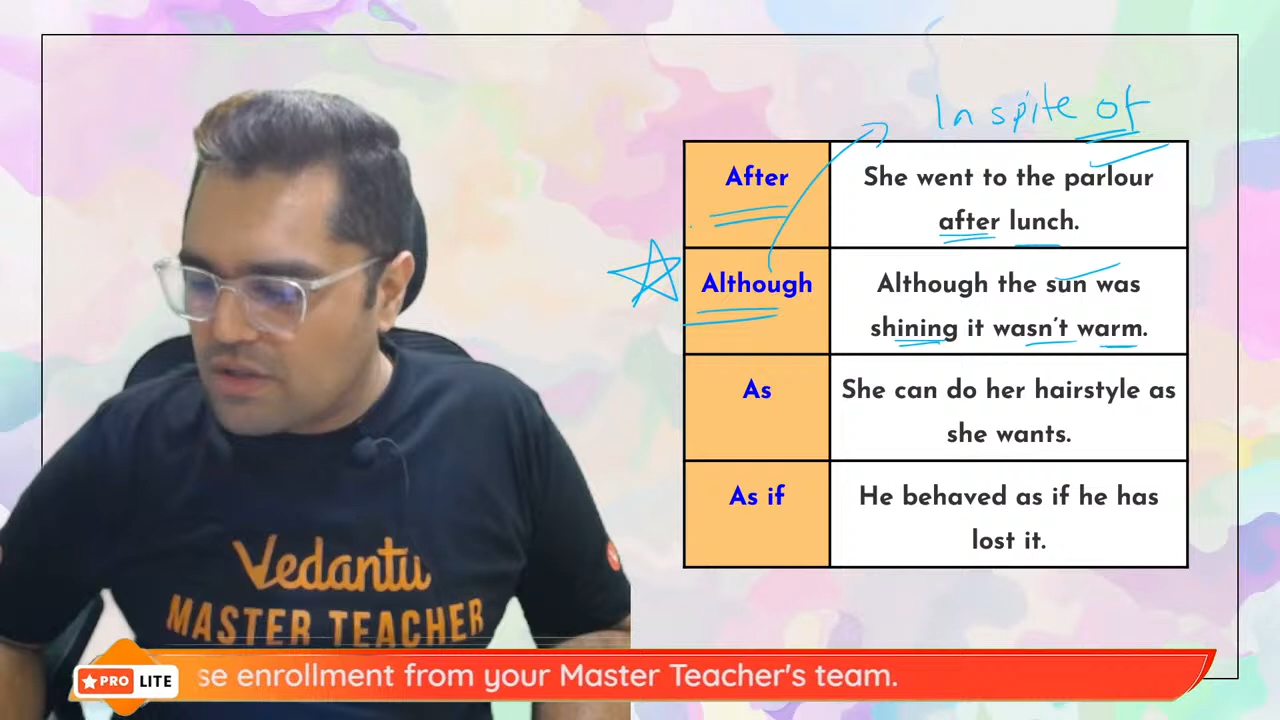 In spite of
After
She went to the parlour
after lunch.
Although
Although the sun was
shining it wasn't warm.
As
She can do her hairstyle as
she wants.
As if
He behaved as if he has
lost it.
Vedantu
MASTER TEACHER
PRO LITE
se enrollment from your Master Teacher's team.